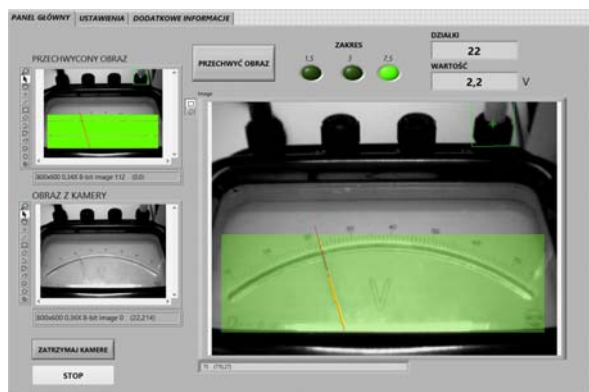 PANEL GŁÓWNY USTAWIENIA DODATKOWE INFORMACJE
PRZECHWYCONY OBRAZ
800x600 0.34X 8-bit image 112 (0,0)
OBRAZ Z KAMERY
800x600 0.36X 8-bit image 0 (22,214)
ZATRZYMAJ KAMERE
STOP
PRZECHWYĆ OBRAZ
ZAKRES
1,5 3 7,5
DZIAŁKI
22
WARTOŚĆ
2,2 V
Image
V